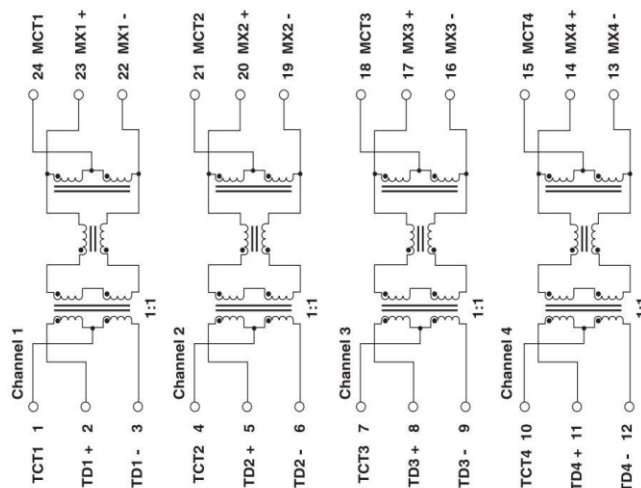 24 MCT1
23 MX1 +
22 MX1 -
Channel 1
1:1
TCT1 1
TD1 + 2
TD1 - 3
21 MCT2
20 MX2 +
19 MX2 -
Channel 2
1:1
TCT2 4
TD2 + 5
TD2 - 6
18 MCT3
17 MX3 +
16 MX3 -
Channel 3
1:1
TCT3 7
TD3 + 8
TD3 - 9
15 MCT4
14 MX4 +
13 MX4 -
Channel 4
1:1
TCT4 10
TD4 + 11
TD4 - 12